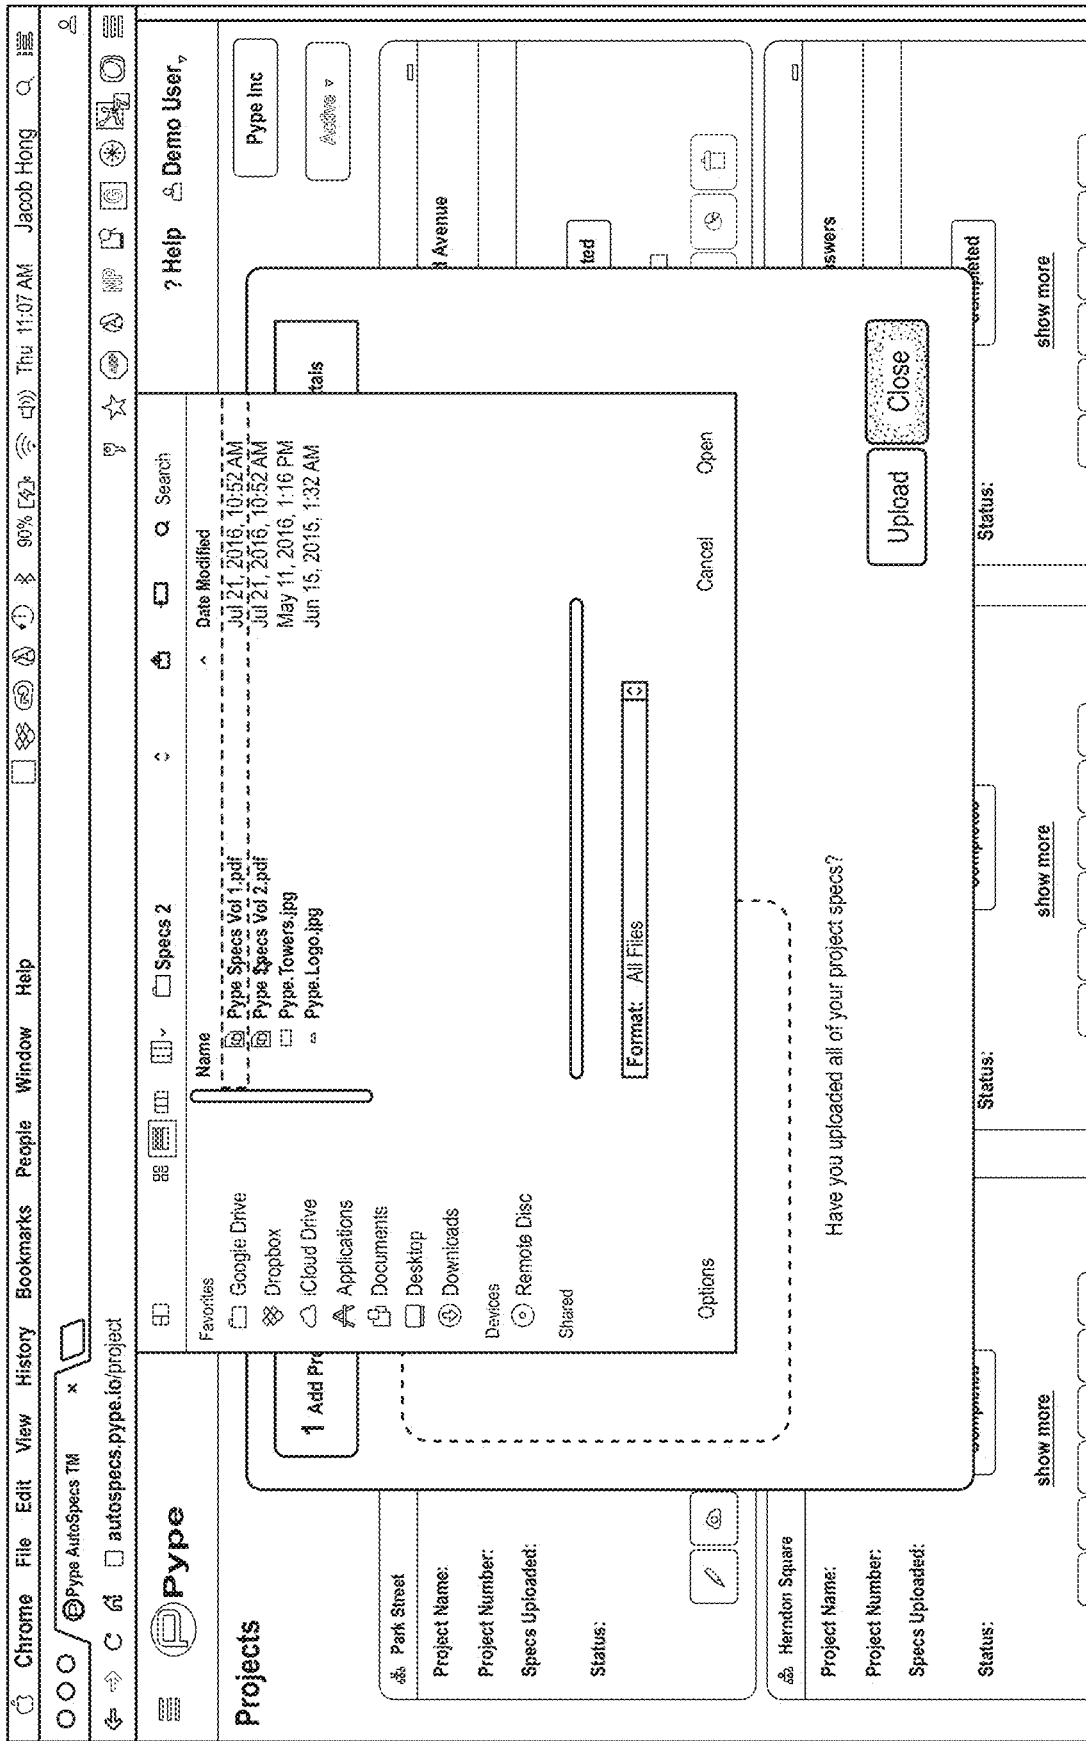 Chrome File Edit View History Bookmarks People Window Help 90% Thu 11:07 AM Jacob Hong
Pype AutoSpecs TM ×
autospecs.pype.io/project
Pype ? Help Demo User
Projects Pype Inc
Active
1 Add Pro
tals
Specs 2 Search
Favorites
Google Drive
Dropbox
iCloud Drive
Applications
Documents
Desktop
Downloads
Devices
Remote Disc
Shared
Name Date Modified
Pype Specs Vol 1.pdf Jul 21, 2016, 10:52 AM
Pype Specs Vol 2.pdf Jul 21, 2016, 10:52 AM
Pype.Towers.jpg May 11, 2016, 1:16 PM
Pype.Logo.jpg Jun 15, 2015, 1:32 AM
Format: All Files
Options Cancel Open
Have you uploaded all of your project specs?
Upload Close
Park Street
Project Name:
Project Number:
Specs Uploaded:
Status:
Avenue
ted
Herndon Square
Project Name:
Project Number:
Specs Uploaded:
Status: Completed
show more
Status: Completed
show more
sswers
Status: Completed
show more